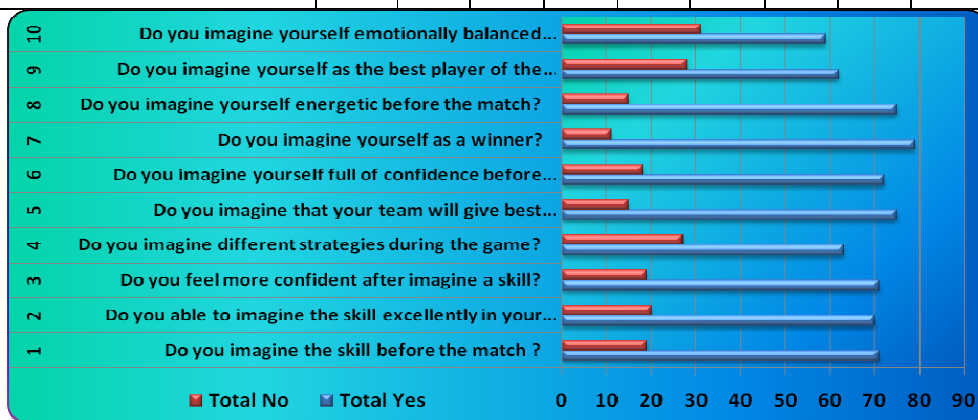 10 Do you imagine yourself emotionally balanced...
9 Do you imagine yourself as the best player of the...
8 Do you imagine yourself energetic before the match?
7 Do you imagine yourself as a winner?
6 Do you imagine yourself full of confidence before...
5 Do you imagine that your team will give best...
4 Do you imagine different strategies during the game?
3 Do you feel more confident after imagine a skill?
2 Do you able to imagine the skill excellently in your...
1 Do you imagine the skill before the match ?
Total No Total Yes 0 10 20 30 40 50 60 70 80 90